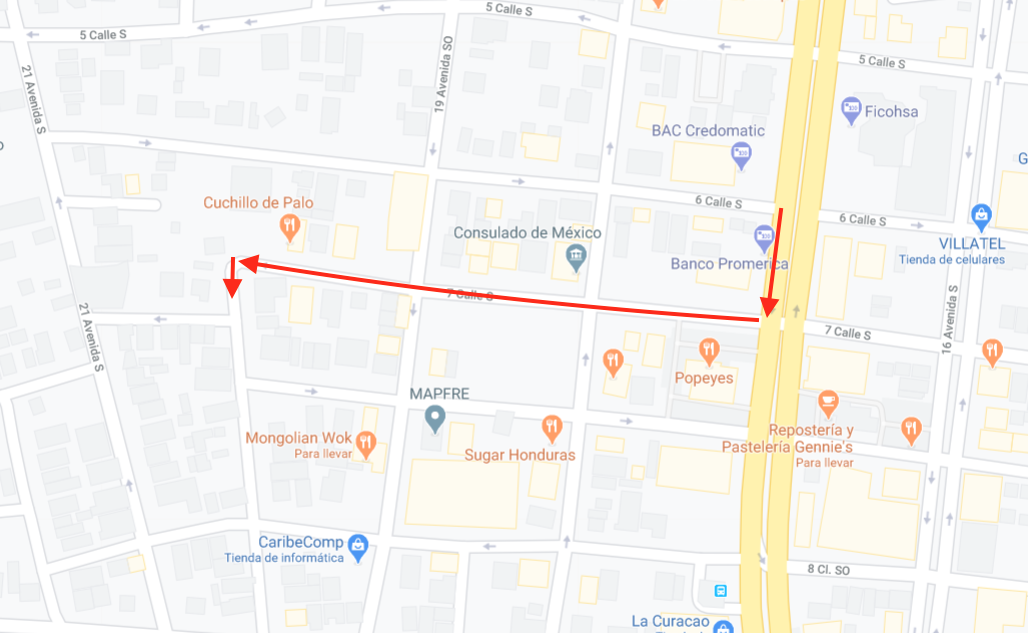 5 Calle S
5 Calle S
5 Calle S
21 Avenida S
19 Avenida SO
Ficohsa
BAC Credomatic
6 Calle S
6 Calle S
Cuchillo de Palo
Consulado de México
Banco Promerica
VILLATEL
Tienda de celulares
G
7 Calle S
7 Calle S
16 Avenida S
21 Avenida S
Popeyes
MAPFRE
Mongolian Wok
Para llevar
Sugar Honduras
Repostería y
Pastelería Gennie's
Para llevar
CaribeComp
Tienda de informática
8 Cl. SO
La Curacao